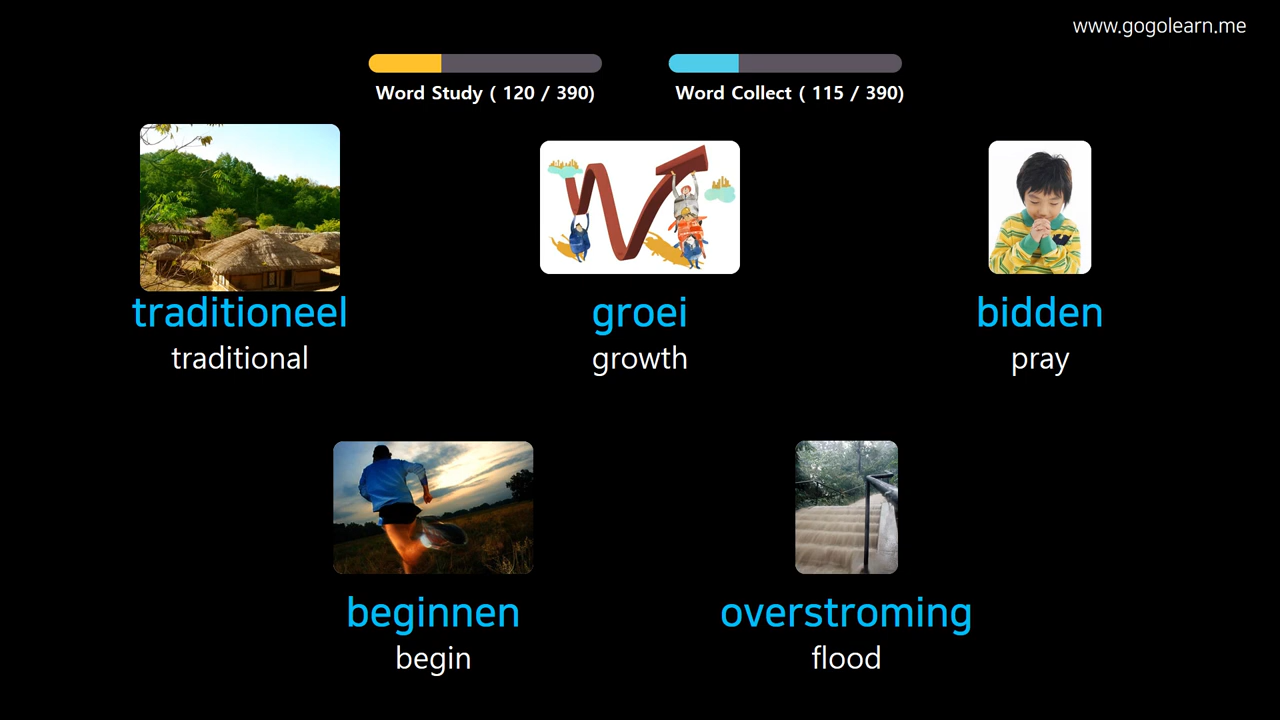 www.gogolearn.me
Word Study ( 120 / 390)
Word Collect ( 115 / 390)
traditioneel
traditional
groei
growth
bidden
pray
beginnen
begin
overstroming
flood